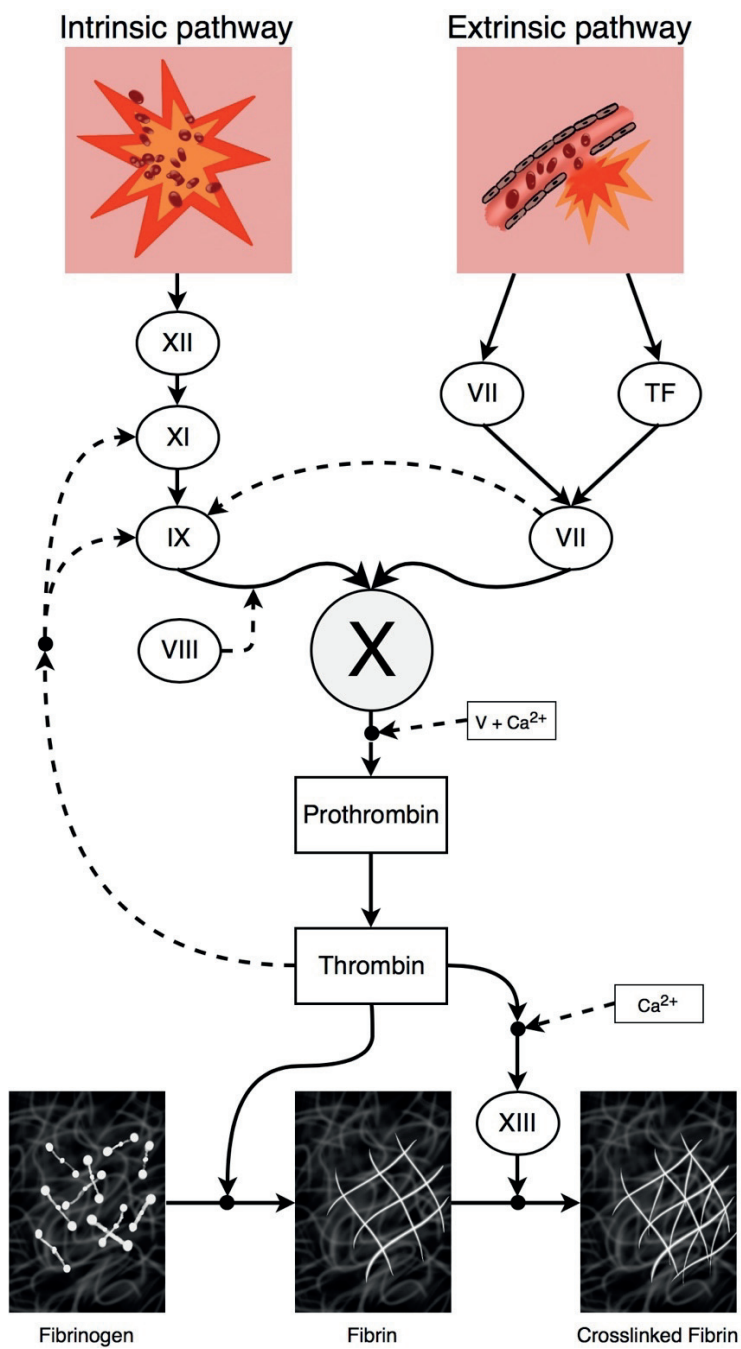 Intrinsic pathway
Extrinsic pathway
XII
VII
TF
XI
IX
VII
VIII
X
V + Ca²⁺
Prothrombin
Thrombin
Ca²⁺
XIII
Fibrinogen
Fibrin
Crosslinked Fibrin